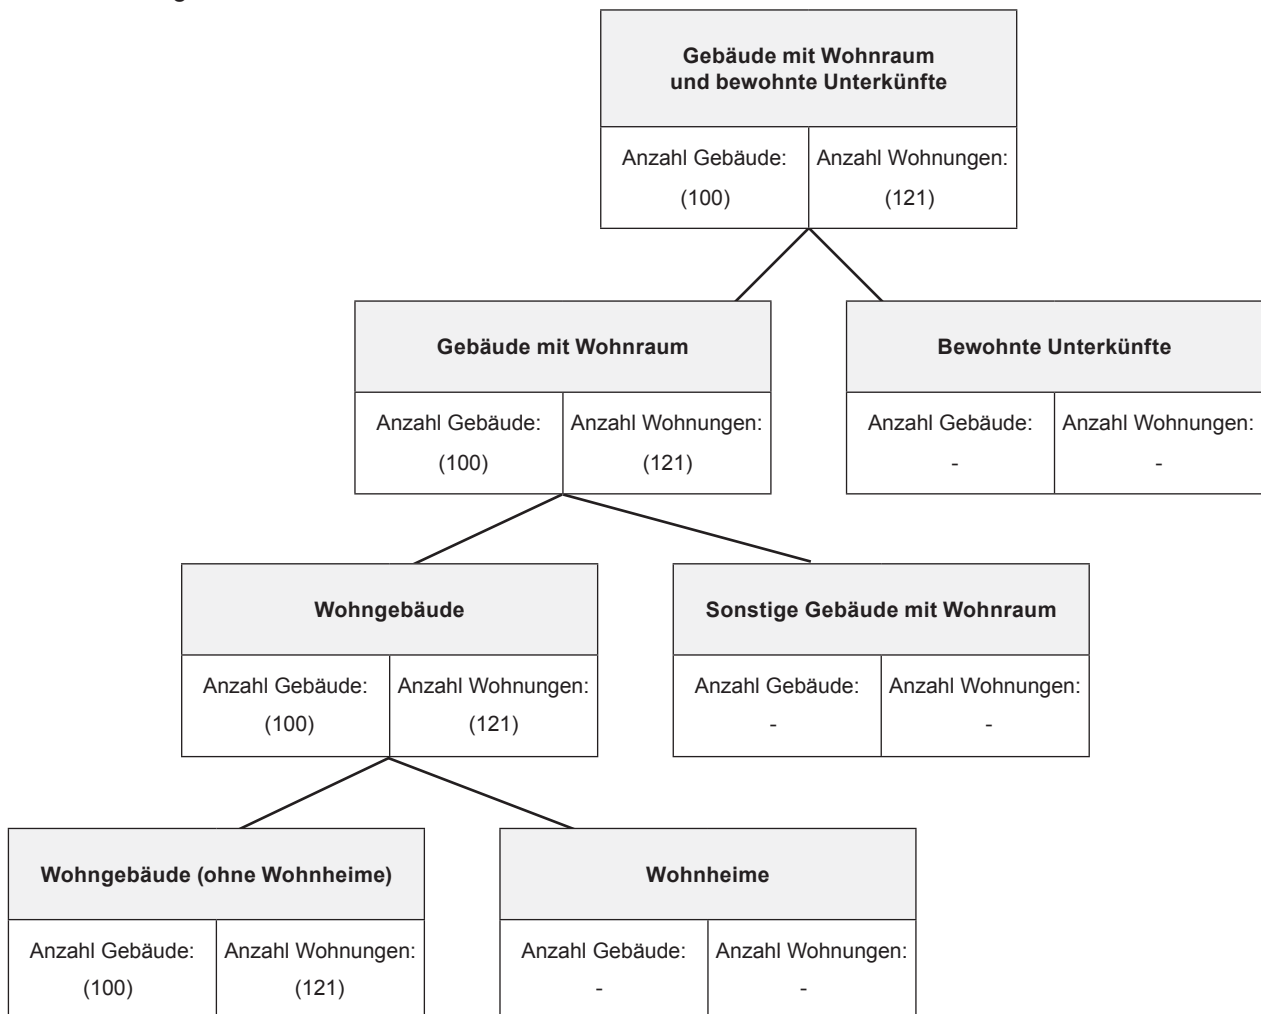 Gebäude mit Wohnraum
und bewohnte Unterkünfte
Anzahl Gebäude: Anzahl Wohnungen:
(100) (121)
Gebäude mit Wohnraum Bewohnte Unterkünfte
Anzahl Gebäude: Anzahl Wohnungen: Anzahl Gebäude: Anzahl Wohnungen:
(100) (121) - -
Wohngebäude Sonstige Gebäude mit Wohnraum
Anzahl Gebäude: Anzahl Wohnungen: Anzahl Gebäude: Anzahl Wohnungen:
(100) (121) - -
Wohngebäude (ohne Wohnheime) Wohnheime
Anzahl Gebäude: Anzahl Wohnungen: Anzahl Gebäude: Anzahl Wohnungen:
(100) (121) - -